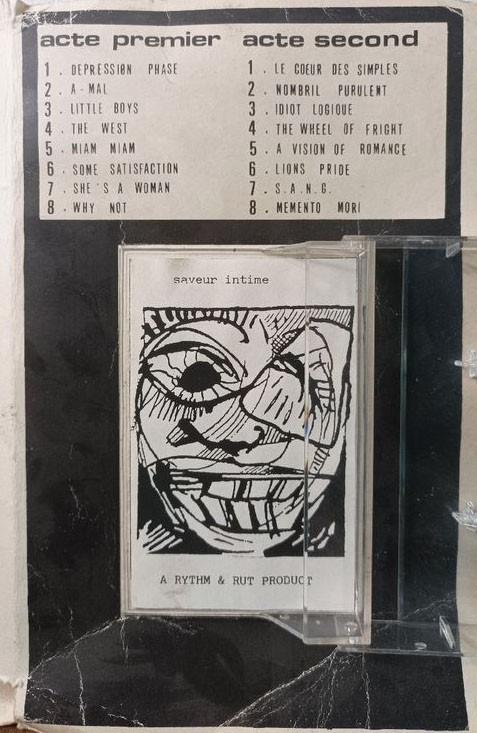 acte premier
1. DEPRESSIØN PHASE
2. A-MAL
3. LITTLE BOYS
4. THE WEST
5. MIAM MIAM
6. SOME SATISFACTION
7. SHE'S A WOMAN
8. WHY NOT
acte second
1. LE COEUR DES SIMPLES
2. NOMBRIL PURULENT
3. IDIOT LOGIQUE
4. THE WHEEL OF FRIGHT
5. A VISION OF ROMANCE
6. LIONS PRIDE
7. S.A.N.G.
8. MEMENTO MORI
saveur intime
A RYTHM & RUT PRODUCT